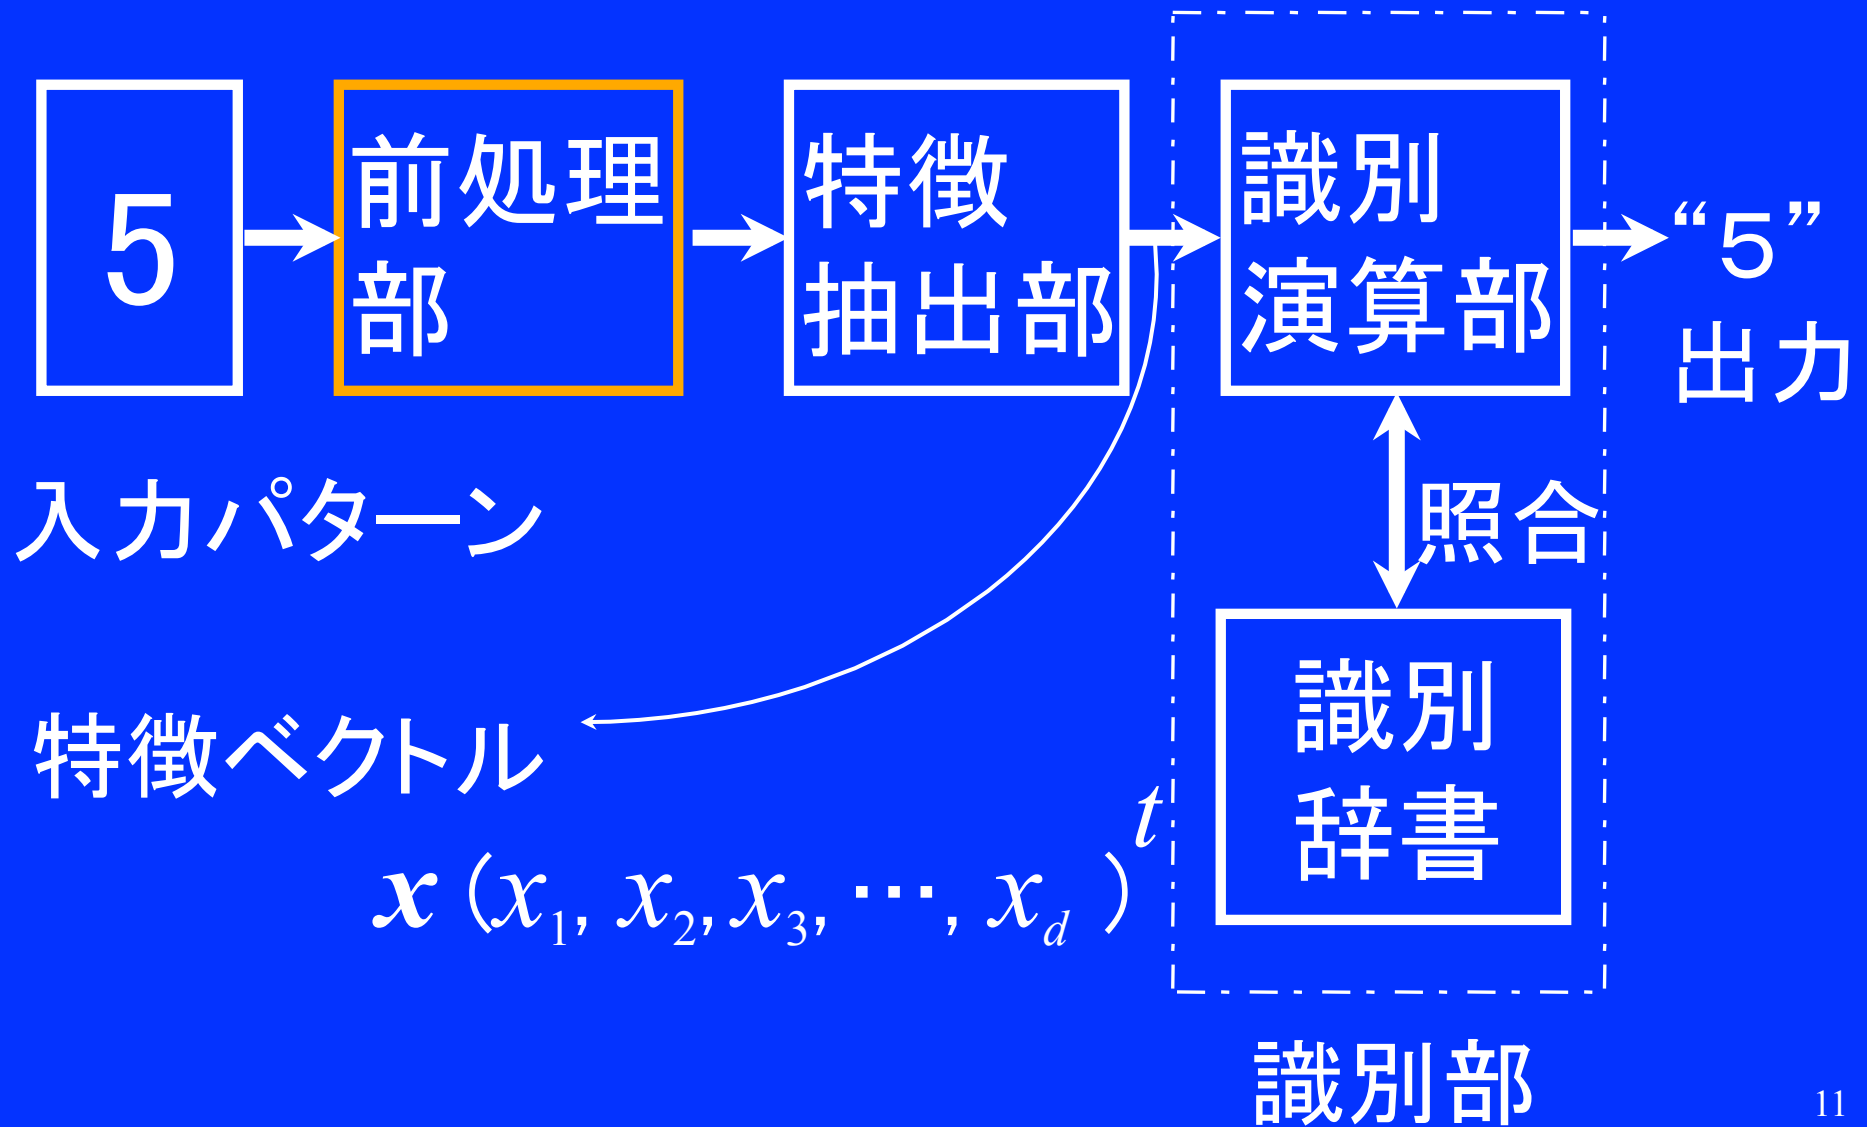 5
前処理
部
特徴
抽出部
識別
演算部
“5”
出力
入力パターン
照合
特徴ベクトル
識別
辞書
x (x1, x2, x3, …, xd )t
識別部
11